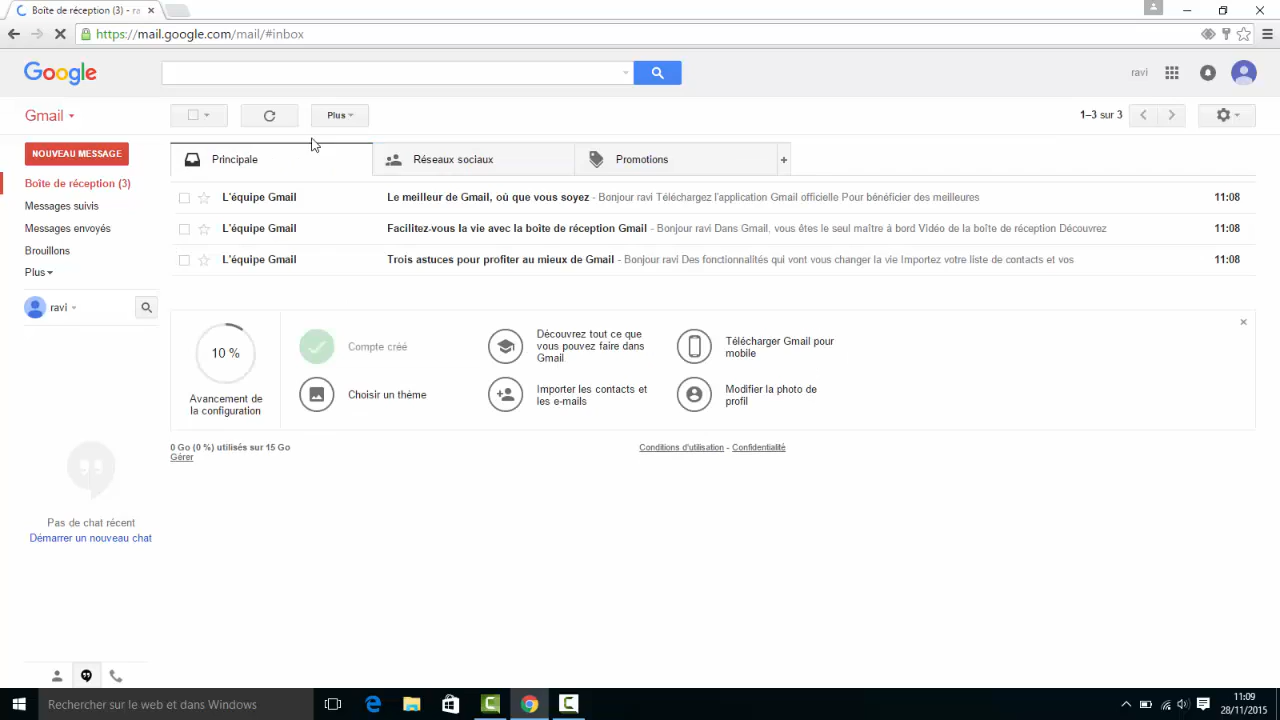 Boîte de réception (3) - ra
https://mail.google.com/mail/#inbox
Google
ravi
Gmail
Plus
1–3 sur 3
NOUVEAU MESSAGE
Principale
Réseaux sociaux
Promotions
+
Boîte de réception (3)
Messages suivis
Messages envoyés
Brouillons
Plus
ravi
L'équipe Gmail Le meilleur de Gmail, où que vous soyez - Bonjour ravi Téléchargez l'application Gmail officielle Pour bénéficier des meilleures 11:08
L'équipe Gmail Facilitez-vous la vie avec la boîte de réception Gmail - Bonjour ravi Dans Gmail, vous êtes le seul maître à bord Vidéo de la boîte de réception Découvrez 11:08
L'équipe Gmail Trois astuces pour profiter au mieux de Gmail - Bonjour ravi Des fonctionnalités qui vont vous changer la vie Importez votre liste de contacts et vos 11:08
10 %
Avancement de
la configuration
Compte créé
Choisir un thème
Découvrez tout ce que
vous pouvez faire dans
Gmail
Importer les contacts et
les e-mails
Télécharger Gmail pour
mobile
Modifier la photo de
profil
0 Go (0 %) utilisés sur 15 Go
Gérer
Conditions d'utilisation - Confidentialité
Pas de chat récent
Démarrer un nouveau chat
Rechercher sur le web et dans Windows
11:09
28/11/2015